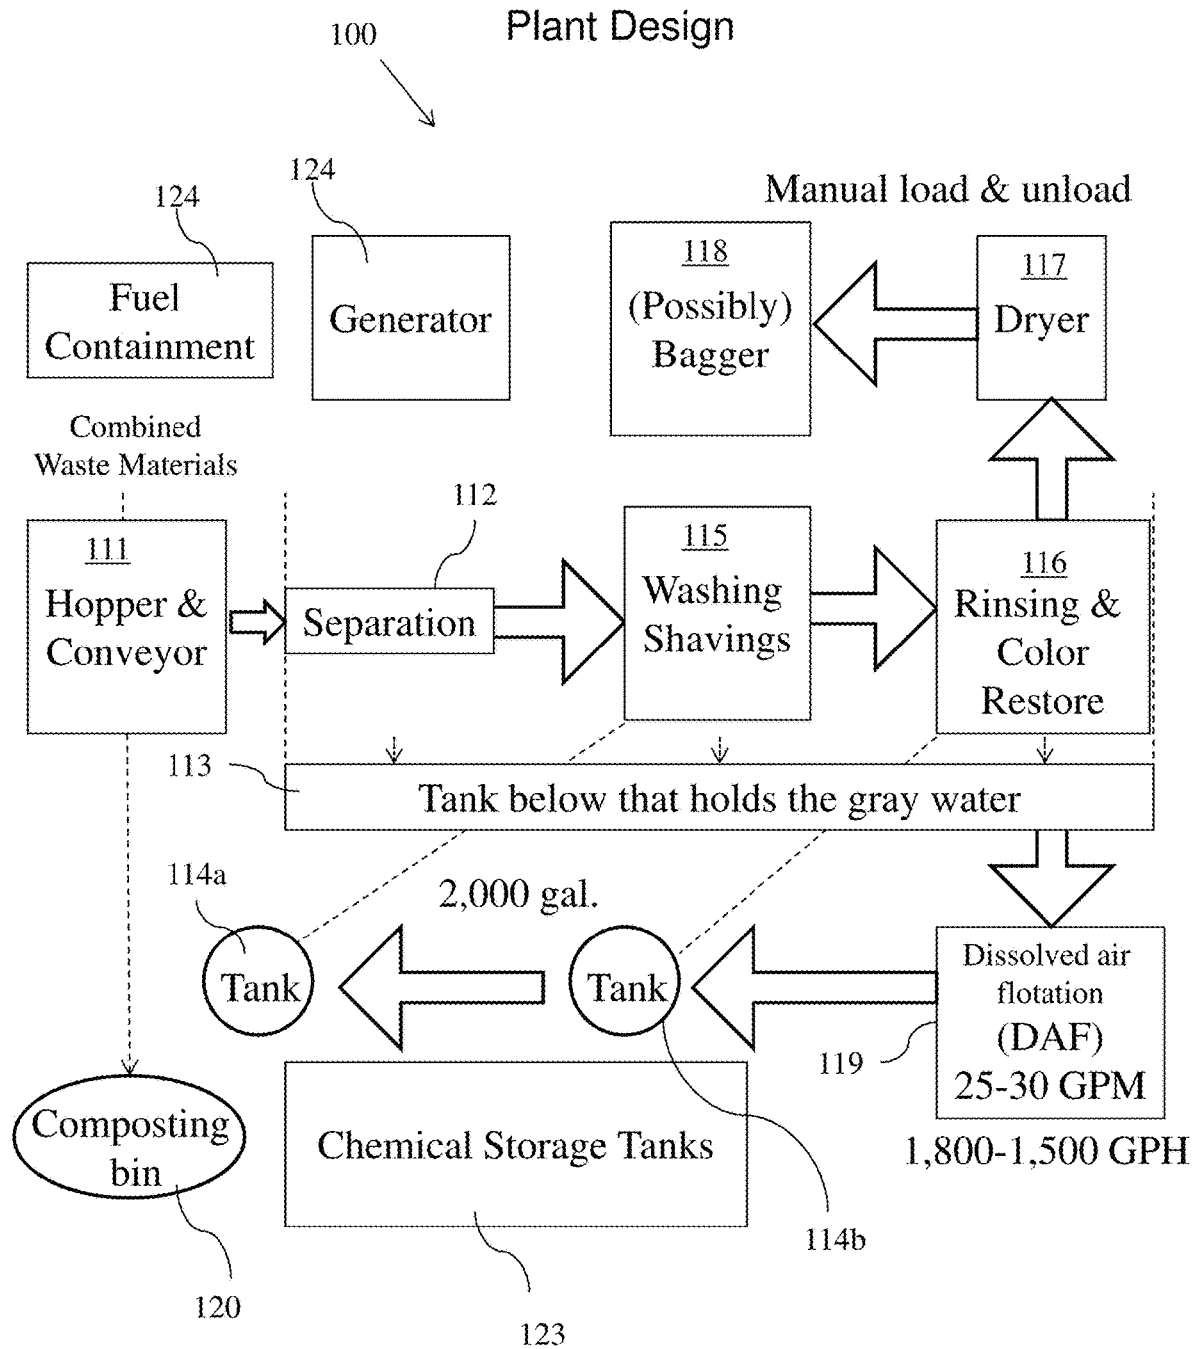 Plant Design
100
124
124
Manual load & unload
Fuel
Containment
Generator
118
(Possibly)
Bagger
117
Dryer
Combined
Waste Materials
111
Hopper &
Conveyor
112
Separation
115
Washing
Shavings
116
Rinsing &
Color
Restore
113
Tank below that holds the gray water
114a
2,000 gal.
Tank
Tank
Dissolved air
flotation
(DAF)
25-30 GPM
119
1,800-1,500 GPH
Composting
bin
Chemical Storage Tanks
114b
120
123